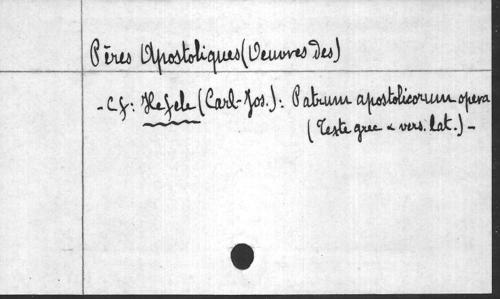 Pères Apostoliques (Oeuvres Des)
- Cf: Hefele (Carl-Jos.): Patrum apostolicorum opera
(Texte grec & vers. lat.) -